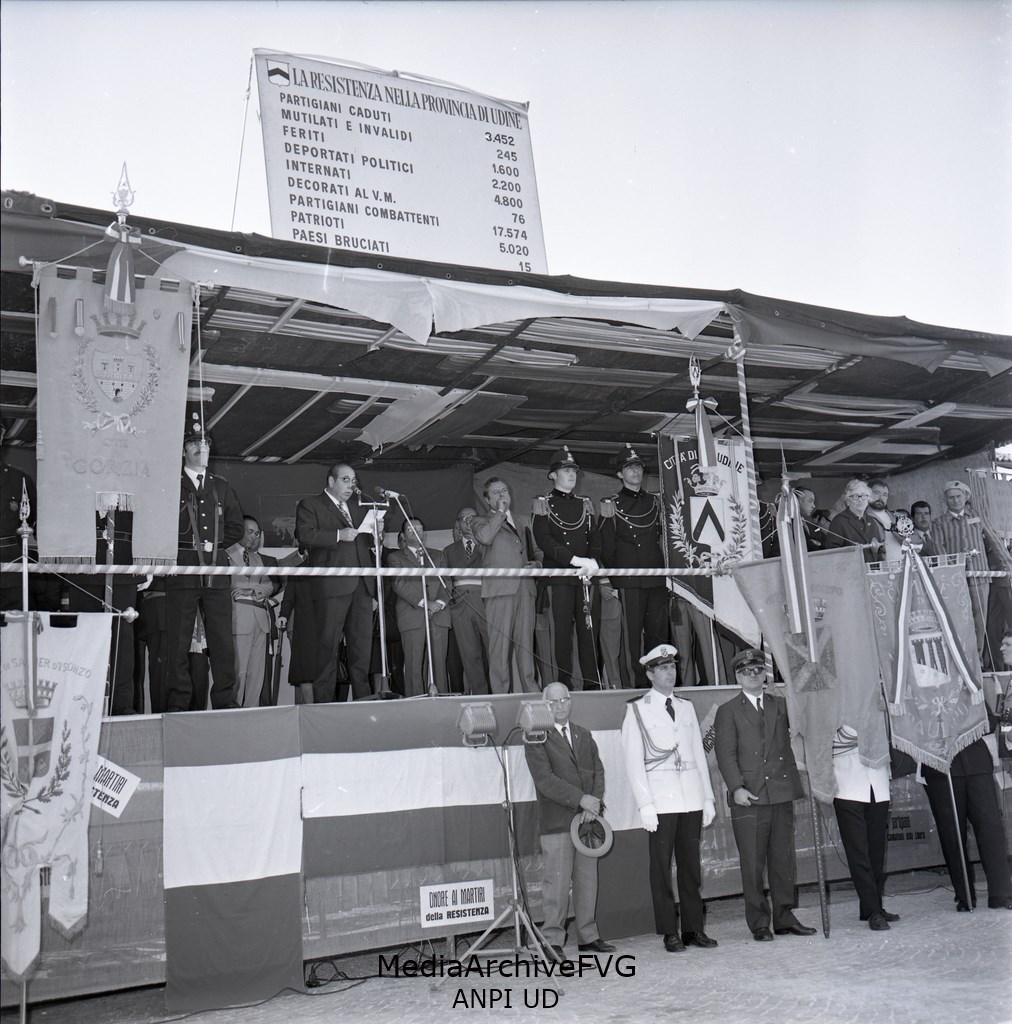 LA RESISTENZA NELLA PROVINCIA DI UDINE
PARTIGIANI CADUTI 3.452
MUTILATI E INVALIDI 245
FERITI 1.600
DEPORTATI POLITICI 2.200
INTERNATI 4.800
DECORATI AL V.M. 76
PARTIGIANI COMBATTENTI 17.574
PATRIOTI 5.020
PAESI BRUCIATI 15
CITTÀ
GORIZIA
CITTÀ DI UDINE
MARTIRI
ONORE AI MARTIRI
della RESISTENZA
MediaArchiveFVG
ANPI UD